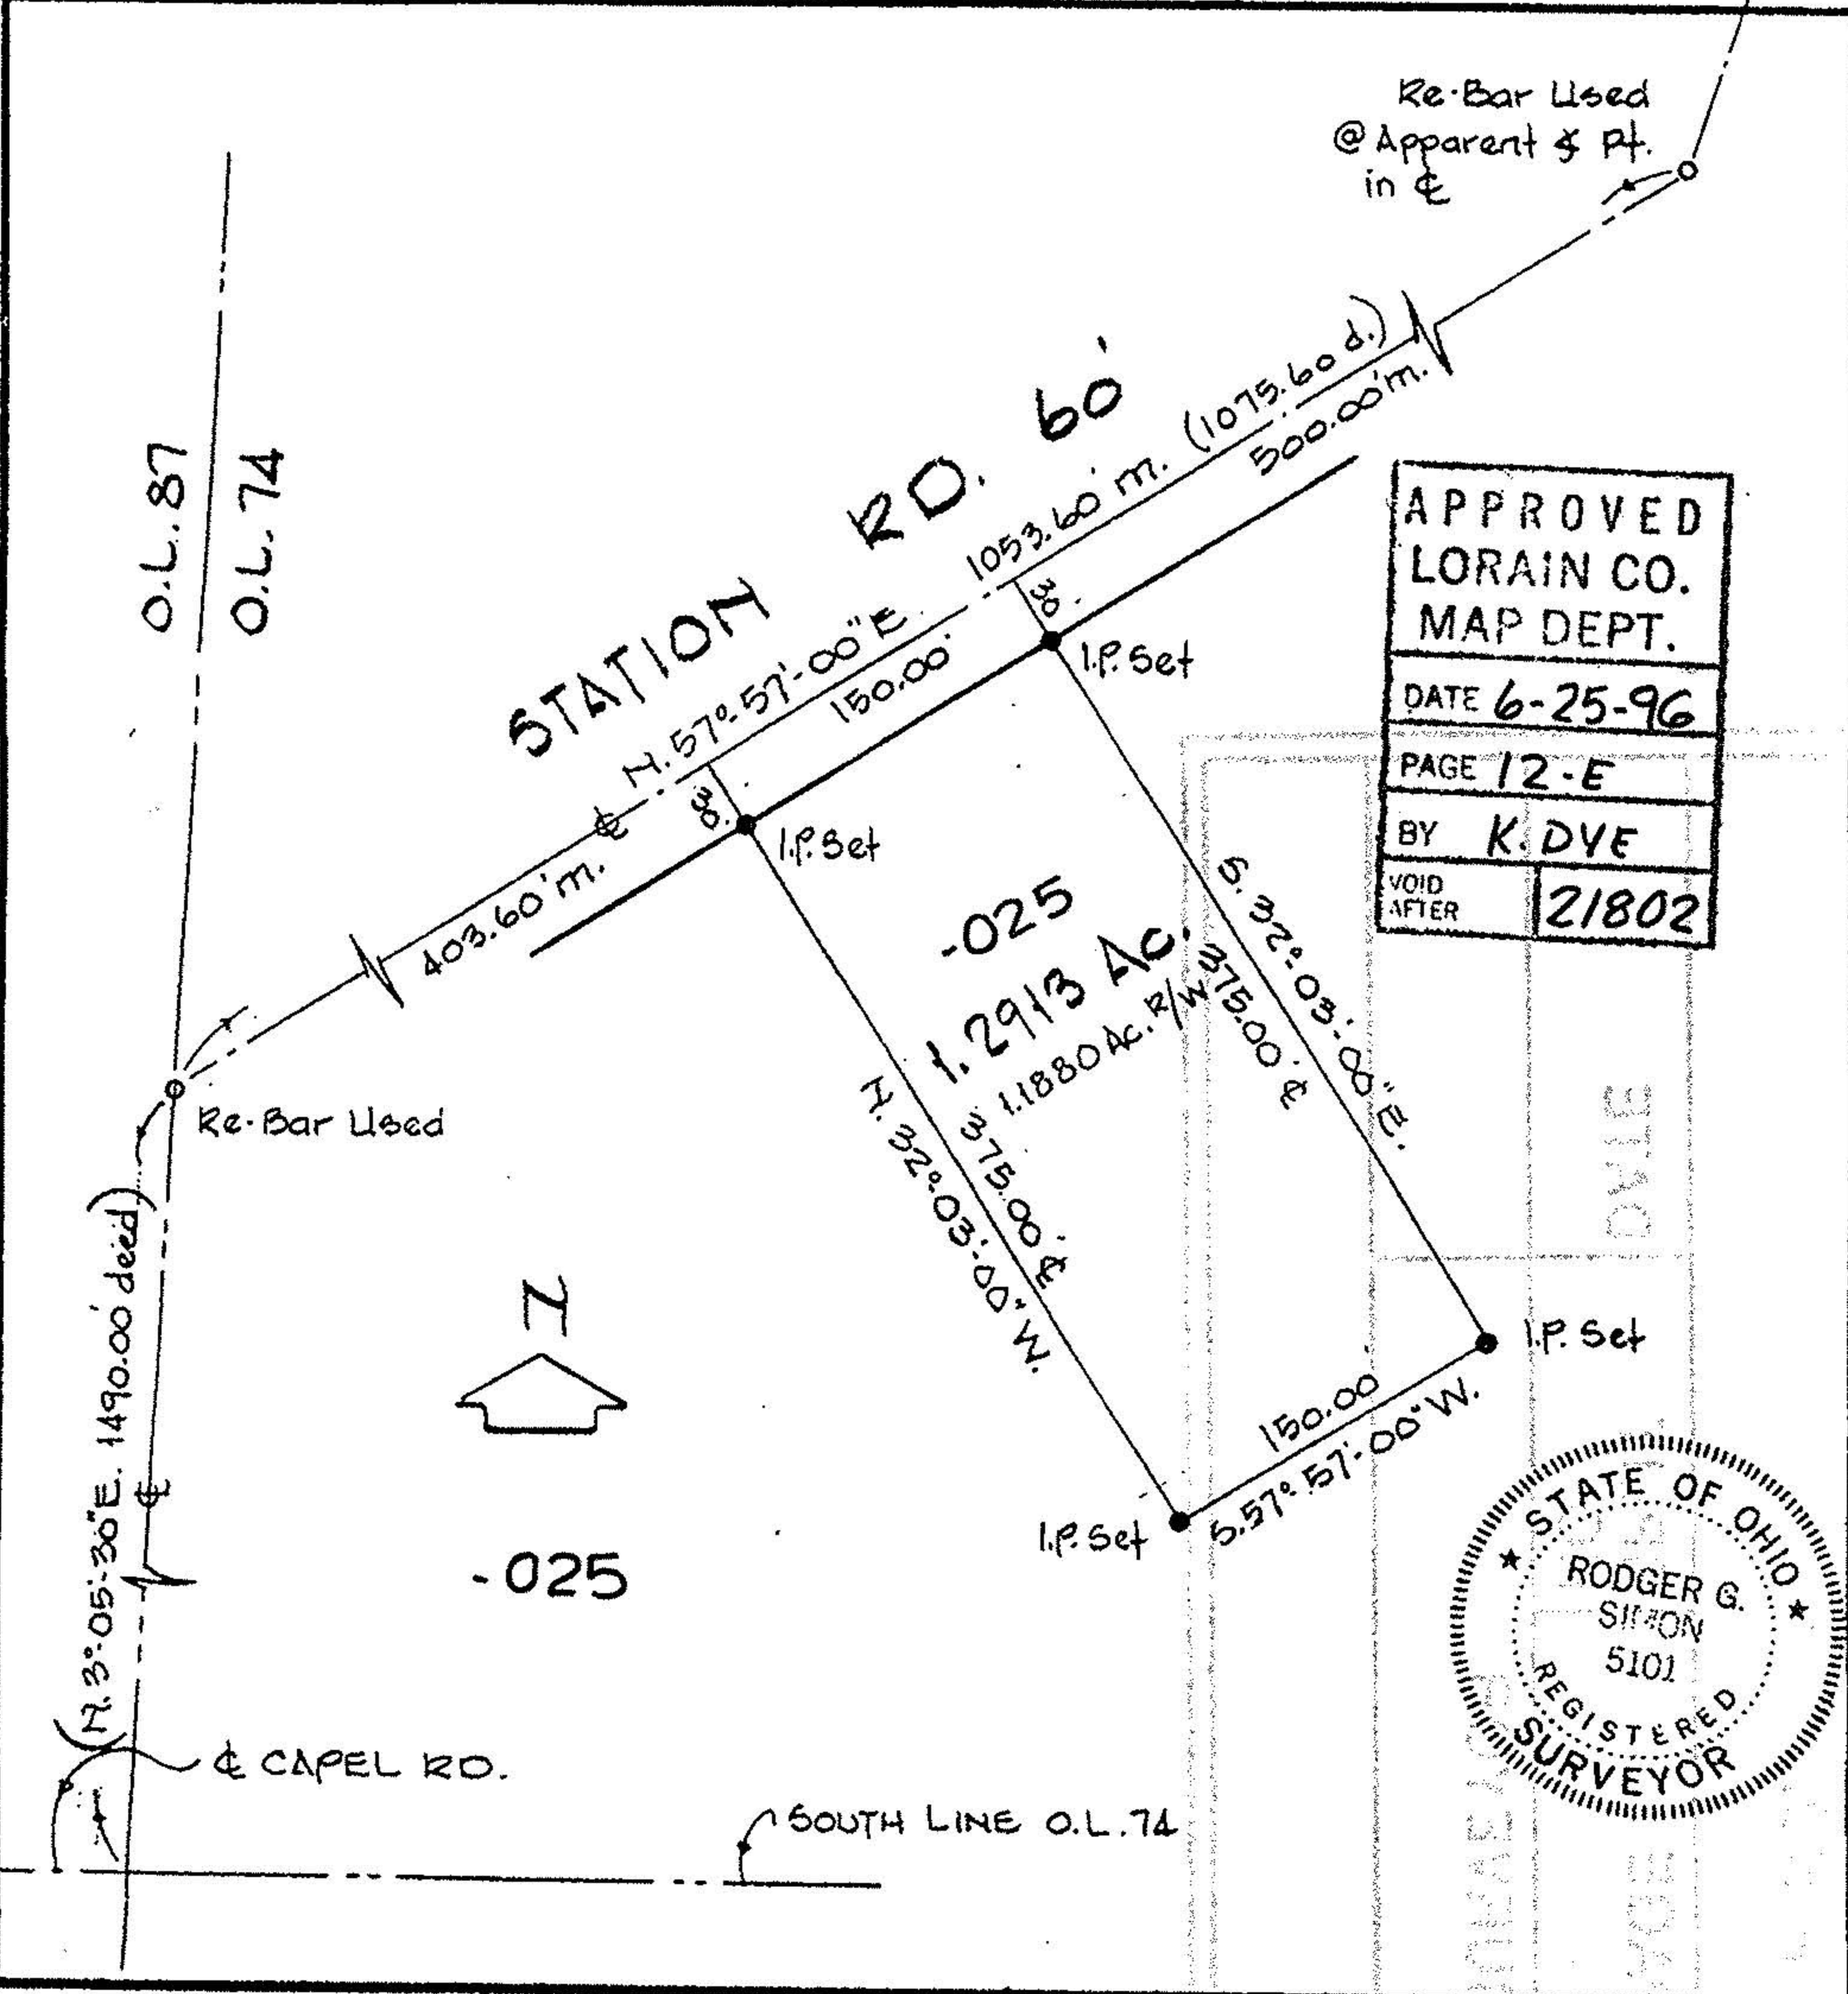 Re-Bar Used
@ Apparent ∡ Pt.
in ℄
O.L. 87
O.L. 74
STATION RD. 60'
1053.60' m. (1075.60 d.)
500.00' m.
N. 57°-57'-00" E.
150.00'
30.'
30.'
I.P. Set
I.P. Set
℄
403.60' m.
APPROVED
LORAIN CO.
MAP DEPT.
DATE 6-25-96
PAGE 12-E
BY K. DYE
VOID AFTER 21802
-025
1.2913 Ac.
1.1880 Ac. R/W
S. 32°-03'-00" E.
375.00' ℄
N. 32°-03'-00" W.
375.00' ℄
Re-Bar Used
(N. 3°-05'-30" E. 1490.00' deed)
℄
N
-025
I.P. Set
150.00'
S. 57°-57'-00" W.
I.P. Set
℄ CAPEL RD.
SOUTH LINE O.L. 74
STATE OF OHIO
RODGER G.
SIMON
5101
REGISTERED
SURVEYOR
DATE